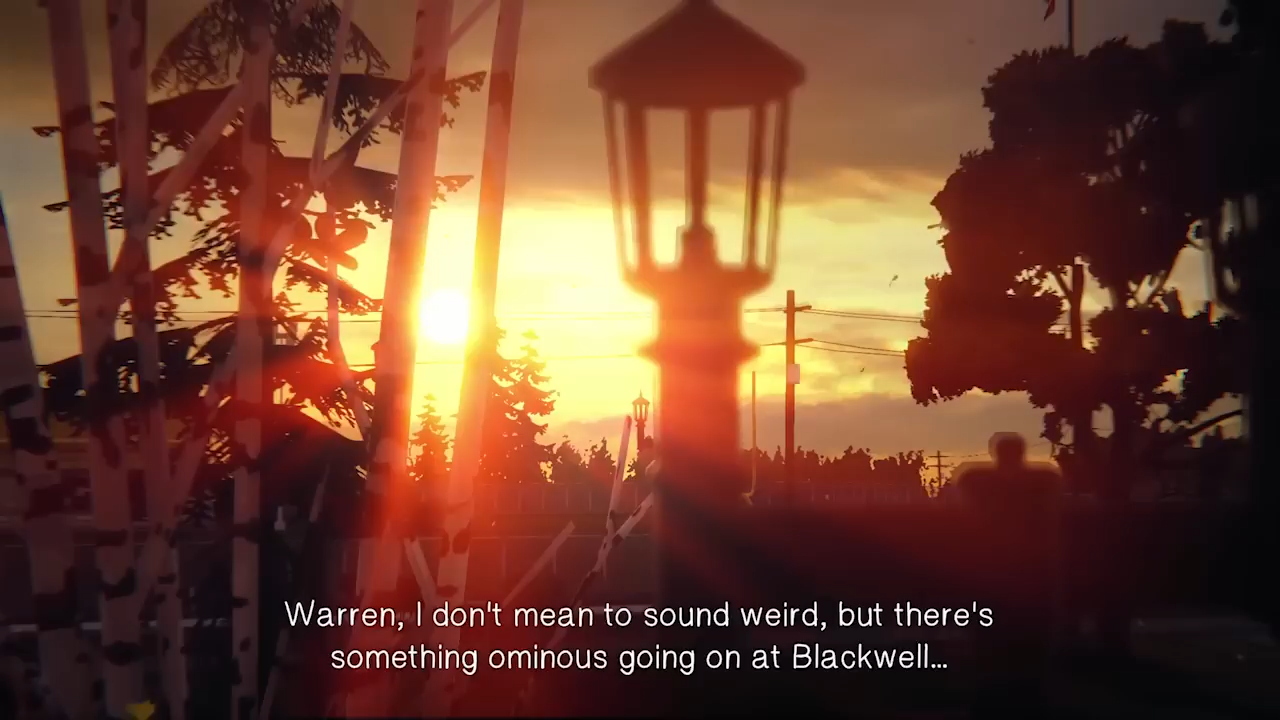 Warren, I don't mean to sound weird, but there's
something ominous going on at Blackwell...